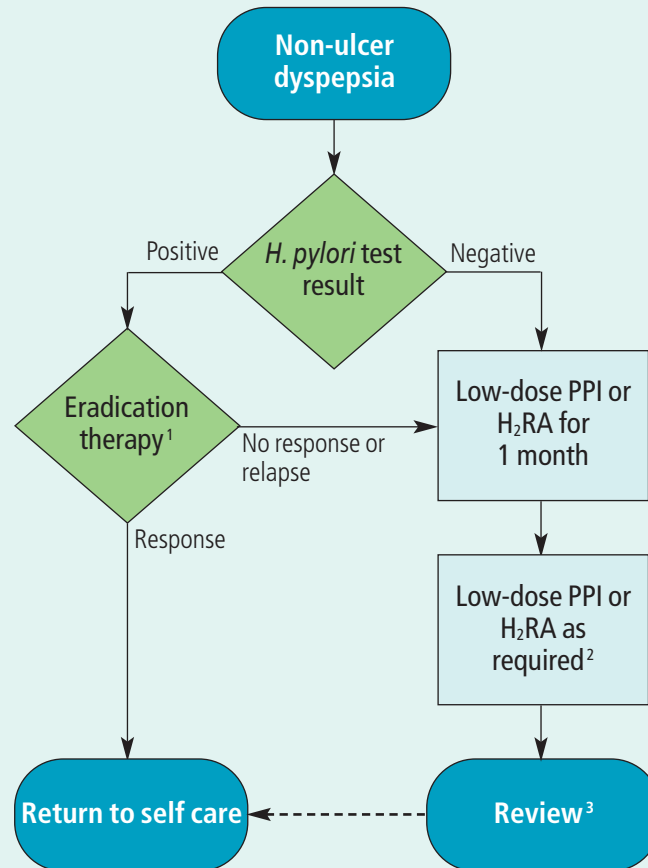 Non-ulcer
dyspepsia
H. pylori test
result
Positive
Negative
Eradication
therapy¹
No response or
relapse
Low-dose PPI or
H₂RA for
1 month
Response
Low-dose PPI or
H₂RA as
required²
Return to self care
Review³